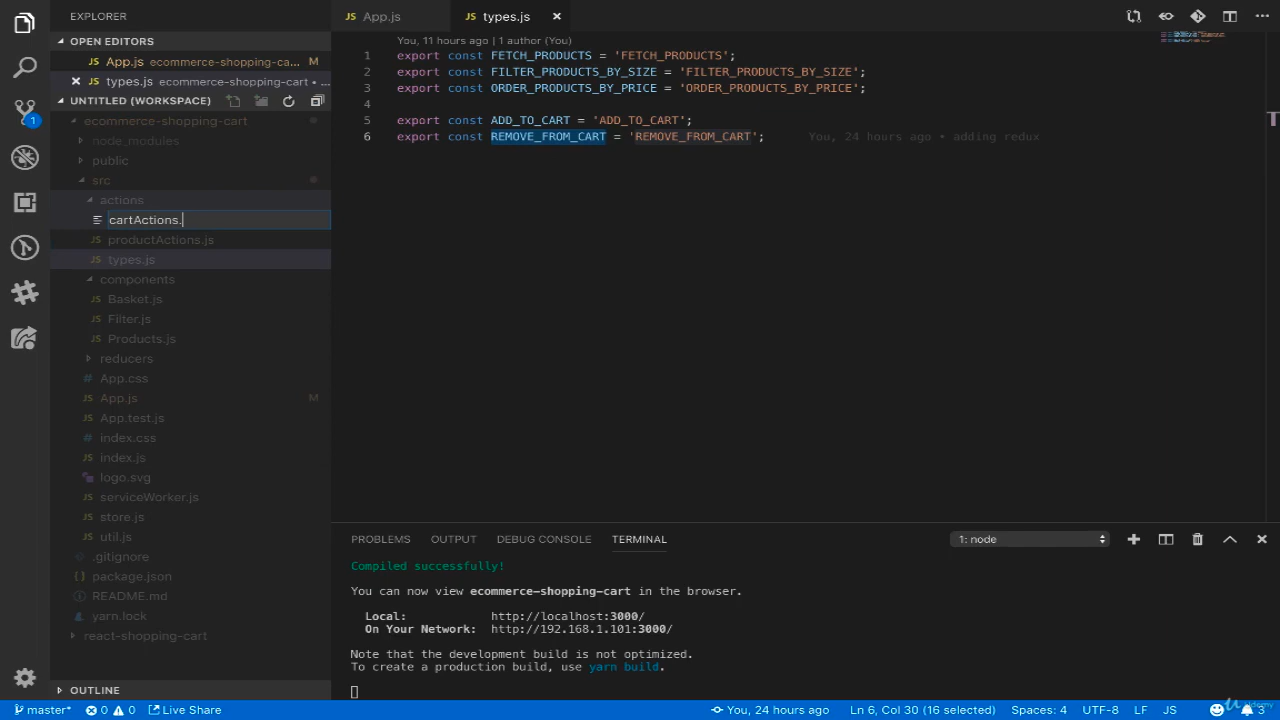 EXPLORER
OPEN EDITORS
App.js ecommerce-shopping-ca... M
types.js ecommerce-shopping-cart •
UNTITLED (WORKSPACE)
ecommerce-shopping-cart
node_modules
public
src
actions
cartActions.
productActions.js
types.js
components
Basket.js
Filter.js
Products.js
reducers
App.css
App.js M
App.test.js
index.css
index.js
logo.svg
serviceWorker.js
store.js
util.js
.gitignore
package.json
README.md
yarn.lock
react-shopping-cart
OUTLINE
App.js types.js
You, 11 hours ago | 1 author (You)
1 export const FETCH_PRODUCTS = 'FETCH_PRODUCTS';
2 export const FILTER_PRODUCTS_BY_SIZE = 'FILTER_PRODUCTS_BY_SIZE';
3 export const ORDER_PRODUCTS_BY_PRICE = 'ORDER_PRODUCTS_BY_PRICE';
4
5 export const ADD_TO_CART = 'ADD_TO_CART';
6 export const REMOVE_FROM_CART = 'REMOVE_FROM_CART'; You, 24 hours ago • adding redux
PROBLEMS OUTPUT DEBUG CONSOLE TERMINAL 1: node
Compiled successfully!
You can now view ecommerce-shopping-cart in the browser.
Local: http://localhost:3000/
On Your Network: http://192.168.1.101:3000/
Note that the development build is not optimized.
To create a production build, use yarn build.
master* 0 0 Live Share You, 24 hours ago Ln 6, Col 30 (16 selected) Spaces: 4 UTF-8 LF JS 3
1
Udemy